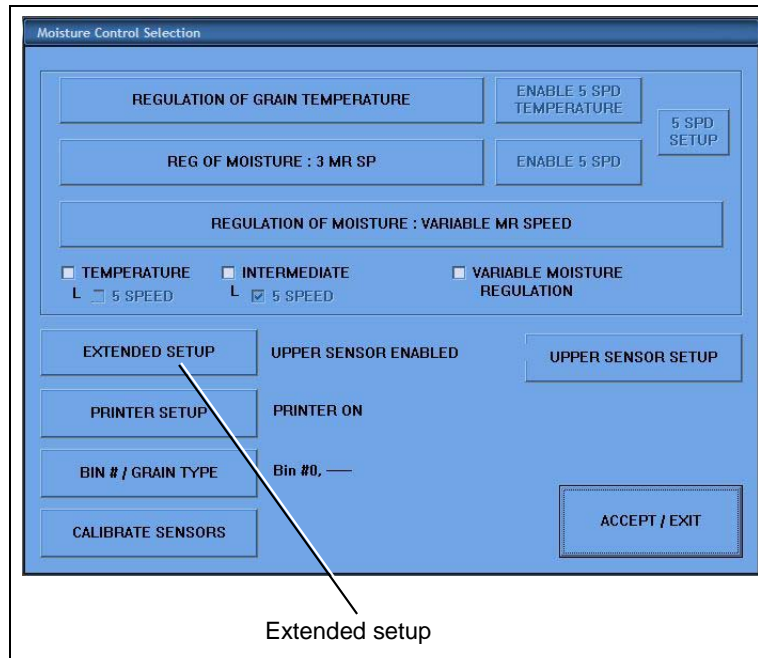 Moisture Control Selection
REGULATION OF GRAIN TEMPERATURE
ENABLE 5 SPD
TEMPERATURE
5 SPD
SETUP
REG OF MOISTURE : 3 MR SP
ENABLE 5 SPD
REGULATION OF MOISTURE : VARIABLE MR SPEED
TEMPERATURE
L 5 SPEED
INTERMEDIATE
L 5 SPEED
VARIABLE MOISTURE
REGULATION
EXTENDED SETUP
UPPER SENSOR ENABLED
UPPER SENSOR SETUP
PRINTER SETUP
PRINTER ON
BIN # / GRAIN TYPE
Bin #0, ----
CALIBRATE SENSORS
ACCEPT / EXIT
Extended setup